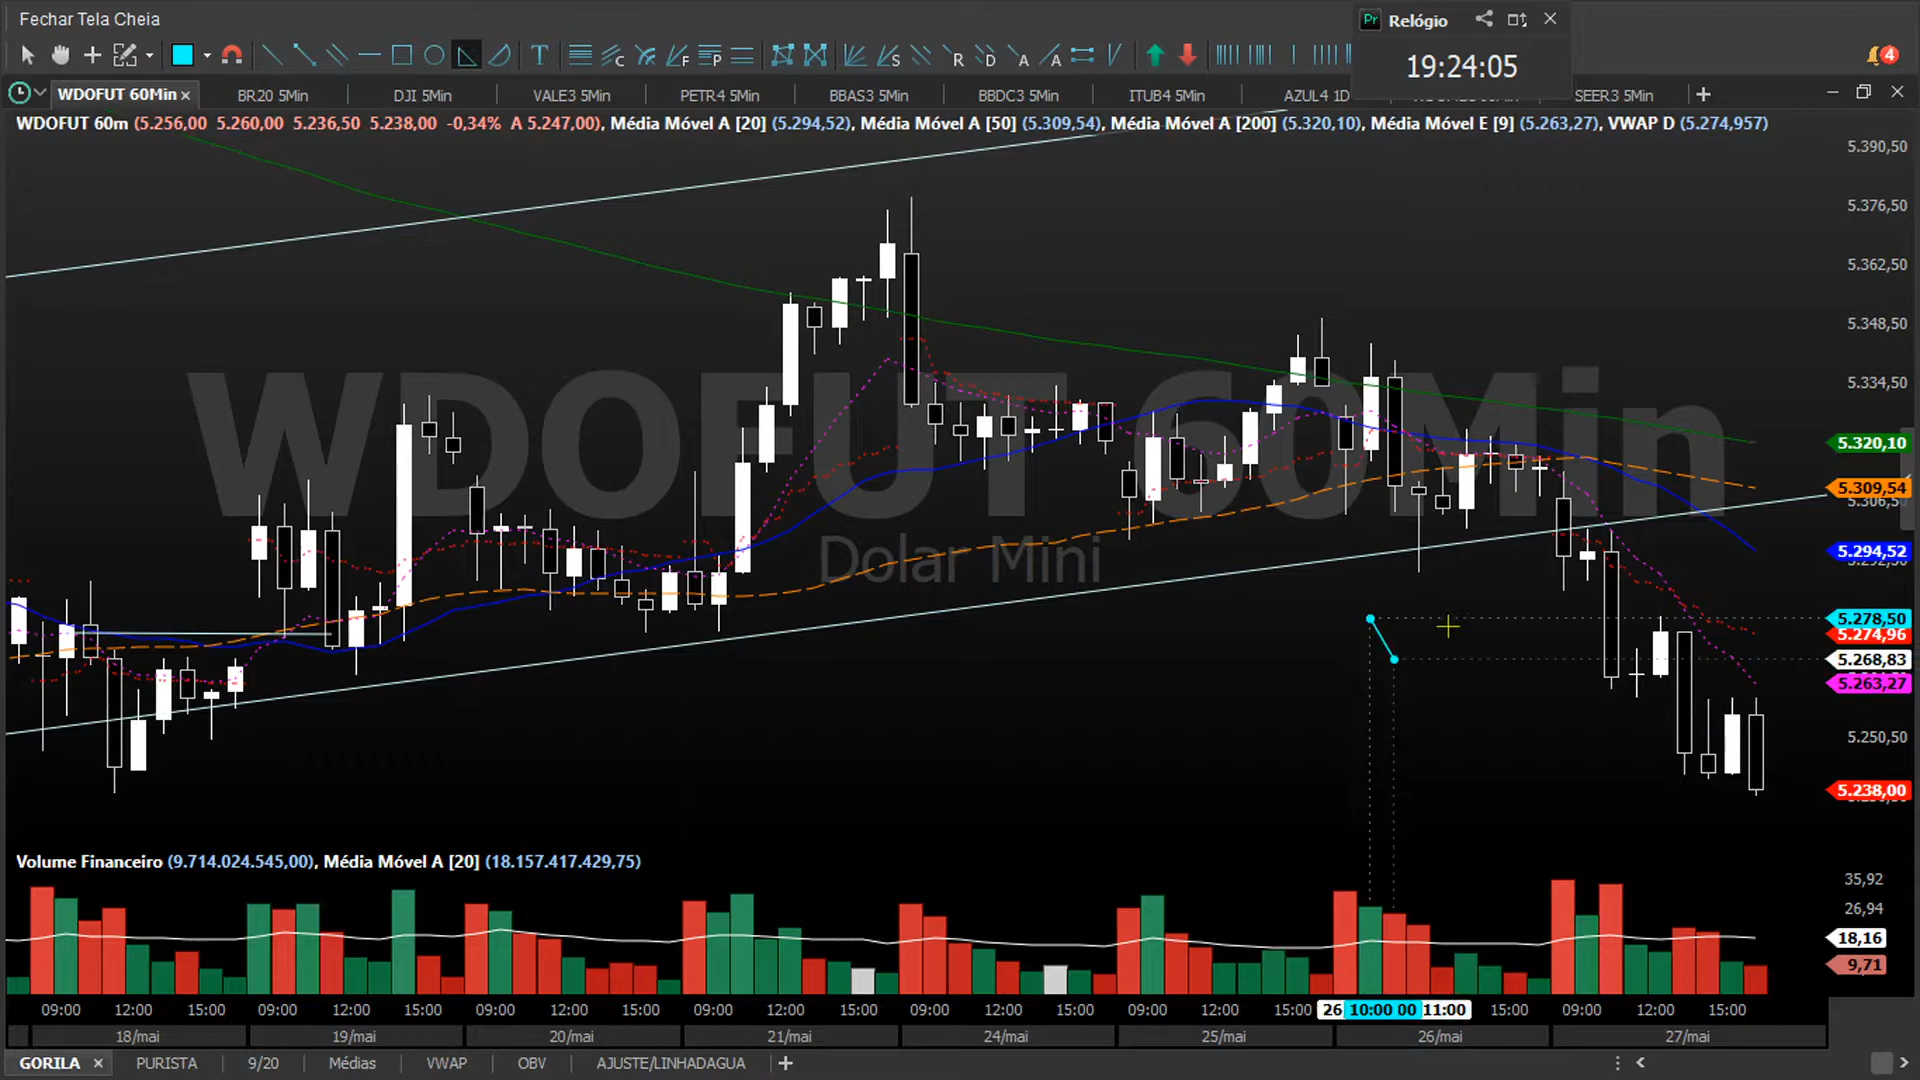 Fechar Tela Cheia
Pr Relógio
19:24:05
4
WDOFUT 60Min
BR20 5Min
DJI 5Min
VALE3 5Min
PETR4 5Min
BBAS3 5Min
BBDC3 5Min
ITUB4 5Min
AZUL4 1D
SEER3 5Min
WDOFUT 60m (5.256,00 5.260,00 5.236,50 5.238,00 -0,34% A 5.247,00), Média Móvel A [20] (5.294,52), Média Móvel A [50] (5.309,54), Média Móvel A [200] (5.320,10), Média Móvel E [9] (5.263,27), VWAP D (5.274,957)
WDOFUT 60Min
Dolar Mini
5.390,50
5.376,50
5.362,50
5.348,50
5.334,50
5.320,10
5.309,54
5.306,50
5.294,52
5.292,50
5.278,50
5.274,96
5.268,83
5.263,27
5.250,50
5.238,00
Volume Financeiro (9.714.024.545,00), Média Móvel A [20] (18.157.417.429,75)
35,92
26,94
18,16
9,71
09:00 12:00 15:00 09:00 12:00 15:00 09:00 12:00 15:00 09:00 12:00 15:00 09:00 12:00 15:00 09:00 12:00 15:00 26 10:00 00 11:00 15:00 09:00 12:00 15:00
18/mai 19/mai 20/mai 21/mai 24/mai 25/mai 26/mai 27/mai
GORILA PURISTA 9/20 Médias VWAP OBV AJUSTE/LINHADAGUA